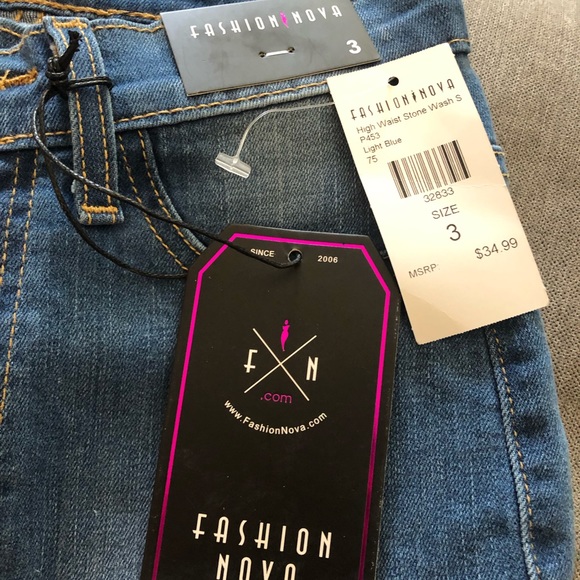 FASHION NOVA
3
FASHION NOVA
High Waist Stone Wash S
P453
Light Blue
75
32833
SIZE
3
MSRP $34.99
SINCE 2006
F N
.com
www.FashionNova.com
FASHION
NOVA